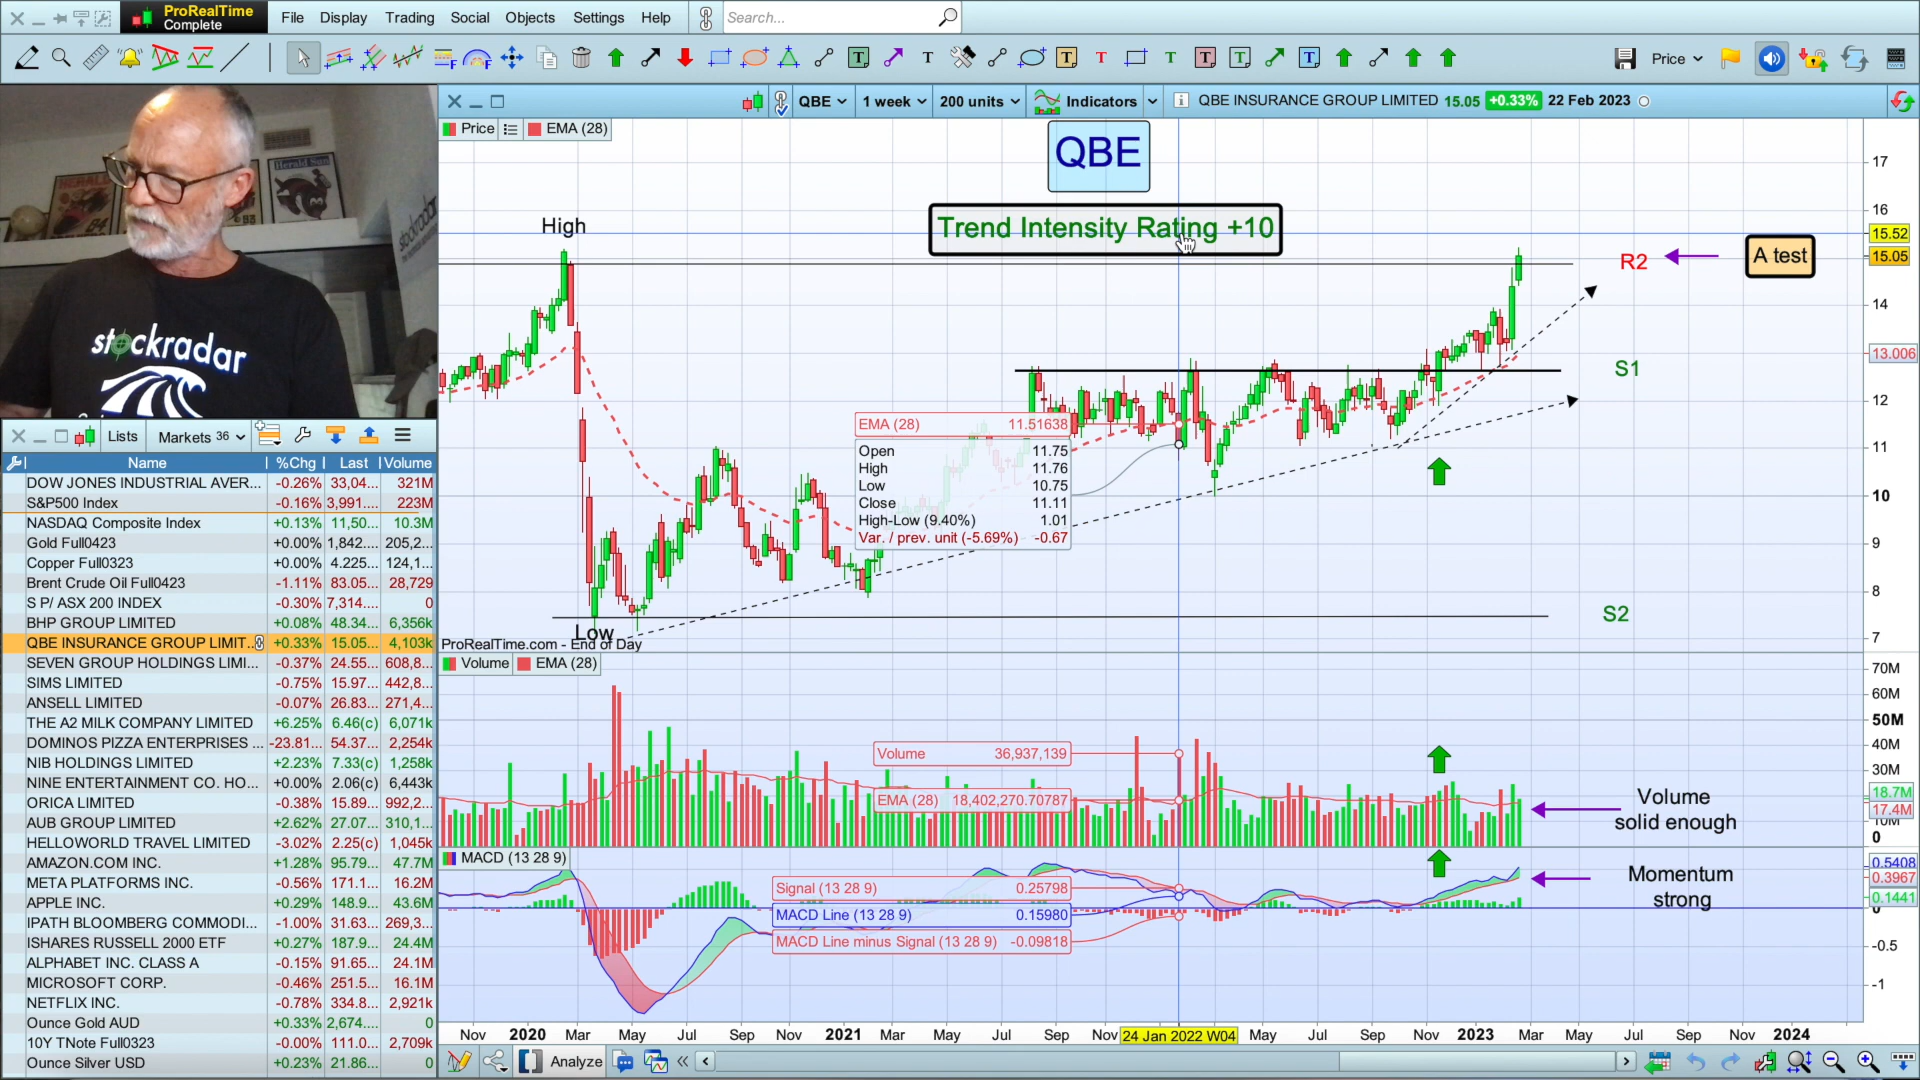 ProRealTime
Complete
File
Display
Trading
Social
Objects
Settings
Help
Search...
Price
QBE
1 week
200 units
Indicators
QBE INSURANCE GROUP LIMITED 15.05 +0.33% 22 Feb 2023
Price
EMA (28)
QBE
Trend Intensity Rating +10
High
Low
R2
A test
S1
S2
EMA (28) 11.51638
Open 11.75
High 11.76
Low 10.75
Close 11.11
High-Low (9.40%) 1.01
Var. / prev. unit (-5.69%) -0.67
ProRealTime.com - End of Day
17
16
15.52
15.05
14
13.006
12
11
10
9
8
7
Volume
EMA (28)
Volume 36,937,139
EMA (28) 18,402,270.70787
Volume
solid enough
70M
60M
50M
40M
30M
18.7M
17.4M
10M
0
MACD (13 28 9)
Signal (13 28 9) 0.25798
MACD Line (13 28 9) 0.15980
MACD Line minus Signal (13 28 9) -0.09818
Momentum
strong
0.5408
0.3967
0.1441
0
-0.5
-1
Nov 2020 Mar May Jul Sep Nov 2021 Mar May Jul Sep Nov 24 Jan 2022 W04 May Jul Sep Nov 2023 Mar May Jul Sep Nov 2024
Analyze
Herald Sun
stockradar
Lists
Markets 36
Name %Chg Last Volume
DOW JONES INDUSTRIAL AVER... -0.26% 33,04... 321M
S&P500 Index -0.16% 3,991.... 223M
NASDAQ Composite Index +0.13% 11,50... 10.3M
Gold Full0423 +0.00% 1,842.... 205,2...
Copper Full0323 +0.00% 4.225... 124,1...
Brent Crude Oil Full0423 -1.11% 83.05... 28,729
S P/ ASX 200 INDEX -0.30% 7,314.... 0
BHP GROUP LIMITED +0.08% 48.34... 6,356k
QBE INSURANCE GROUP LIMIT... +0.33% 15.05... 4,103k
SEVEN GROUP HOLDINGS LIMI... -0.37% 24.55... 608,8...
SIMS LIMITED -0.75% 15.97... 442,8...
ANSELL LIMITED -0.07% 26.83... 271,4...
THE A2 MILK COMPANY LIMITED +6.25% 6.46(c) 6,071k
DOMINOS PIZZA ENTERPRISES ... -23.81... 54.37... 2,254k
NIB HOLDINGS LIMITED +2.23% 7.33(c) 1,258k
NINE ENTERTAINMENT CO. HO... +0.00% 2.06(c) 6,443k
ORICA LIMITED -0.38% 15.89... 992,2...
AUB GROUP LIMITED +2.62% 27.07... 310,1...
HELLOWORLD TRAVEL LIMITED -3.02% 2.25(c) 1,045k
AMAZON.COM INC. +1.28% 95.79... 47.7M
META PLATFORMS INC. -0.56% 171.1... 16.2M
APPLE INC. +0.29% 148.9... 43.6M
IPATH BLOOMBERG COMMODI... -1.00% 31.63... 269,3...
ISHARES RUSSELL 2000 ETF +0.27% 187.9... 24.4M
ALPHABET INC. CLASS A -0.15% 91.65... 24.1M
MICROSOFT CORP. -0.46% 251.5... 16.1M
NETFLIX INC. -0.78% 334.8... 2,921k
Ounce Gold AUD +0.33% 2,674.... 0
10Y TNote Full0323 -0.00% 111.0... 2,709k
Ounce Silver USD +0.23% 21.86... 0